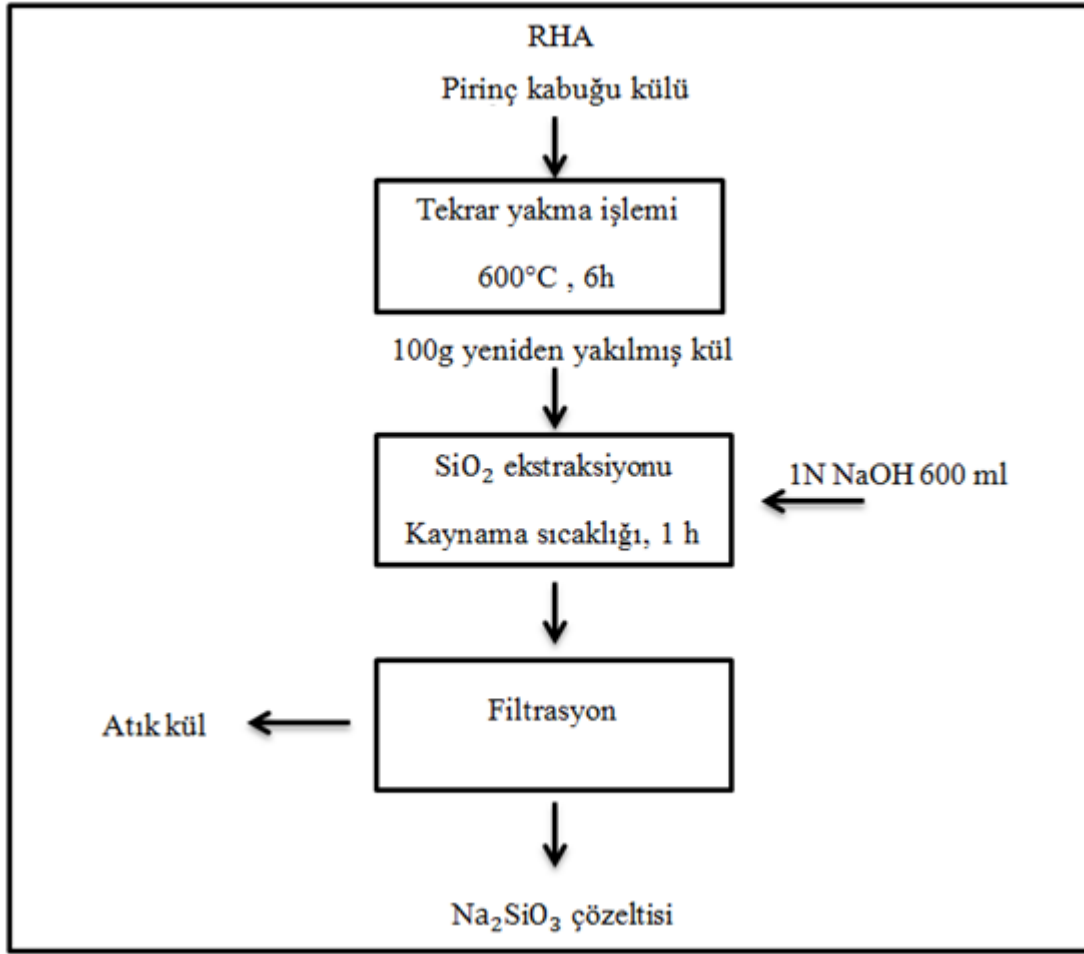 RHA
Pirinç kabuğu külü
Tekrar yakma işlemi
600°C , 6h
100g yeniden yakılmış kül
SiO₂ ekstraksiyonu
Kaynama sıcaklığı, 1 h
1N NaOH 600 ml
Filtrasyon
Atık kül
Na₂SiO₃ çözeltisi